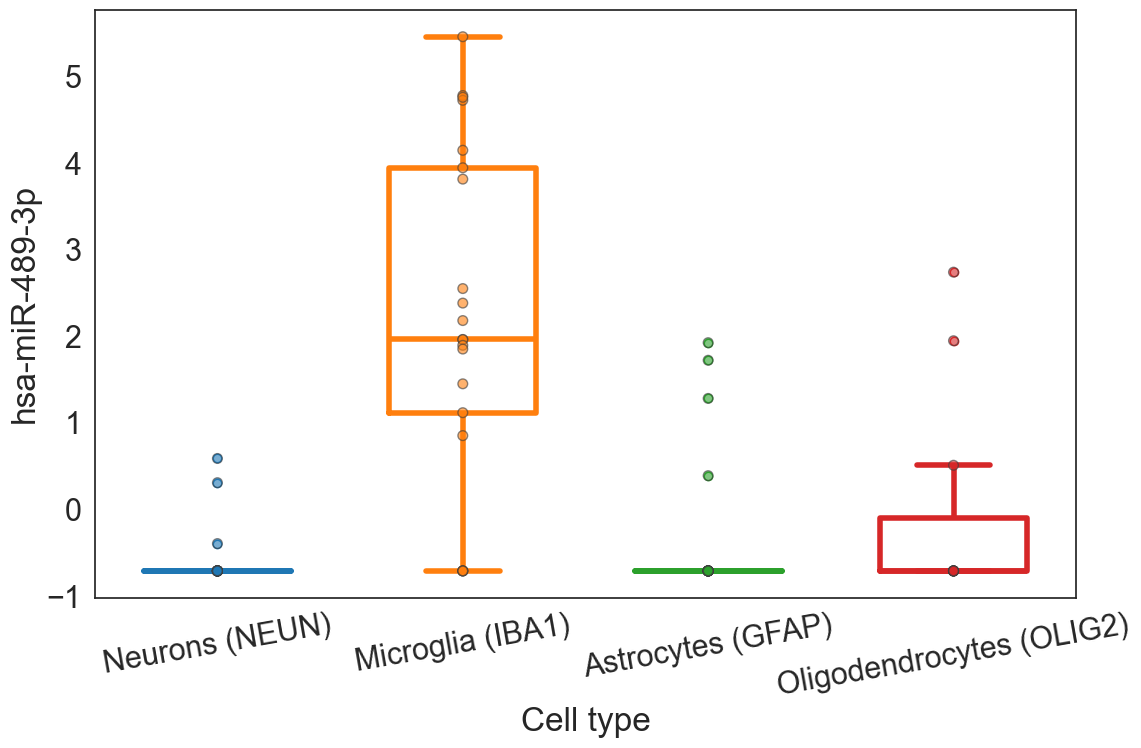 hsa-miR-489-3p
5
4
3
2
1
0
−1
Neurons (NEUN)
Microglia (IBA1)
Astrocytes (GFAP)
Oligodendrocytes (OLIG2)
Cell type